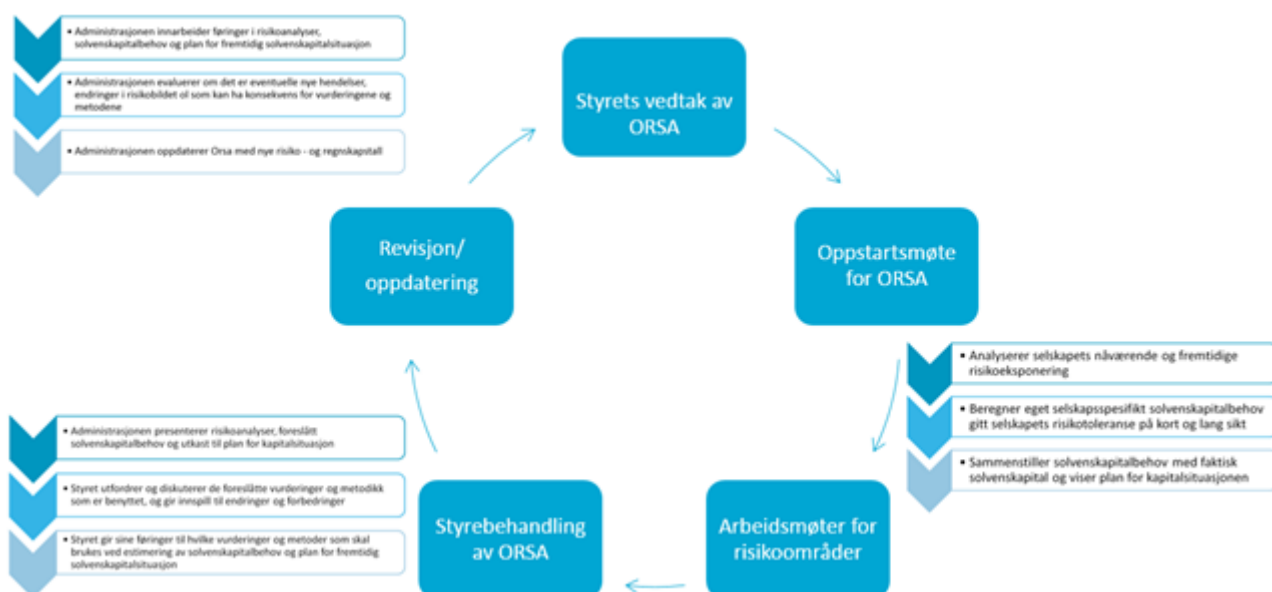 • Administrasjonen innarbeider føringer i risikoanalyser,
solvenskapitalbehov og plan for fremtidig solvenskapitalsituasjon
• Administrasjonen evaluerer om det er eventuelle nye hendelser,
endringer i risikobildet ol som kan ha konsekvens for vurderingene og
metodene
• Administrasjonen oppdaterer Orsa med nye risiko - og regnskapstall
Styrets vedtak av
ORSA
Revisjon/
oppdatering
Oppstartsmøte
for ORSA
▪ Analyserer selskapets nåværende og fremtidige
risikoeksponering
▪ Beregner eget selskapsspesifikt solvenskapitalbehov
gitt selskapets risikotoleranse på kort og lang sikt
▪ Sammenstiller solvenskapitalbehov med faktisk
solvenskapital og viser plan for kapitalsituasjonen
• Administrasjonen presenterer risikoanalyser, foreslått
solvenskapitalbehov og utkast til plan for kapitalsituasjon
• Styret utfordrer og diskuterer de foreslåtte vurderinger og metodikk
som er benyttet, og gir innspill til endringer og forbedringer
• Styret gir sine føringer til hvilke vurderinger og metoder som skal
brukes ved estimering av solvenskapitalbehov og plan for fremtidig
solvenskapitalsituasjon
Styrebehandling
av ORSA
Arbeidsmøter for
risikoområder